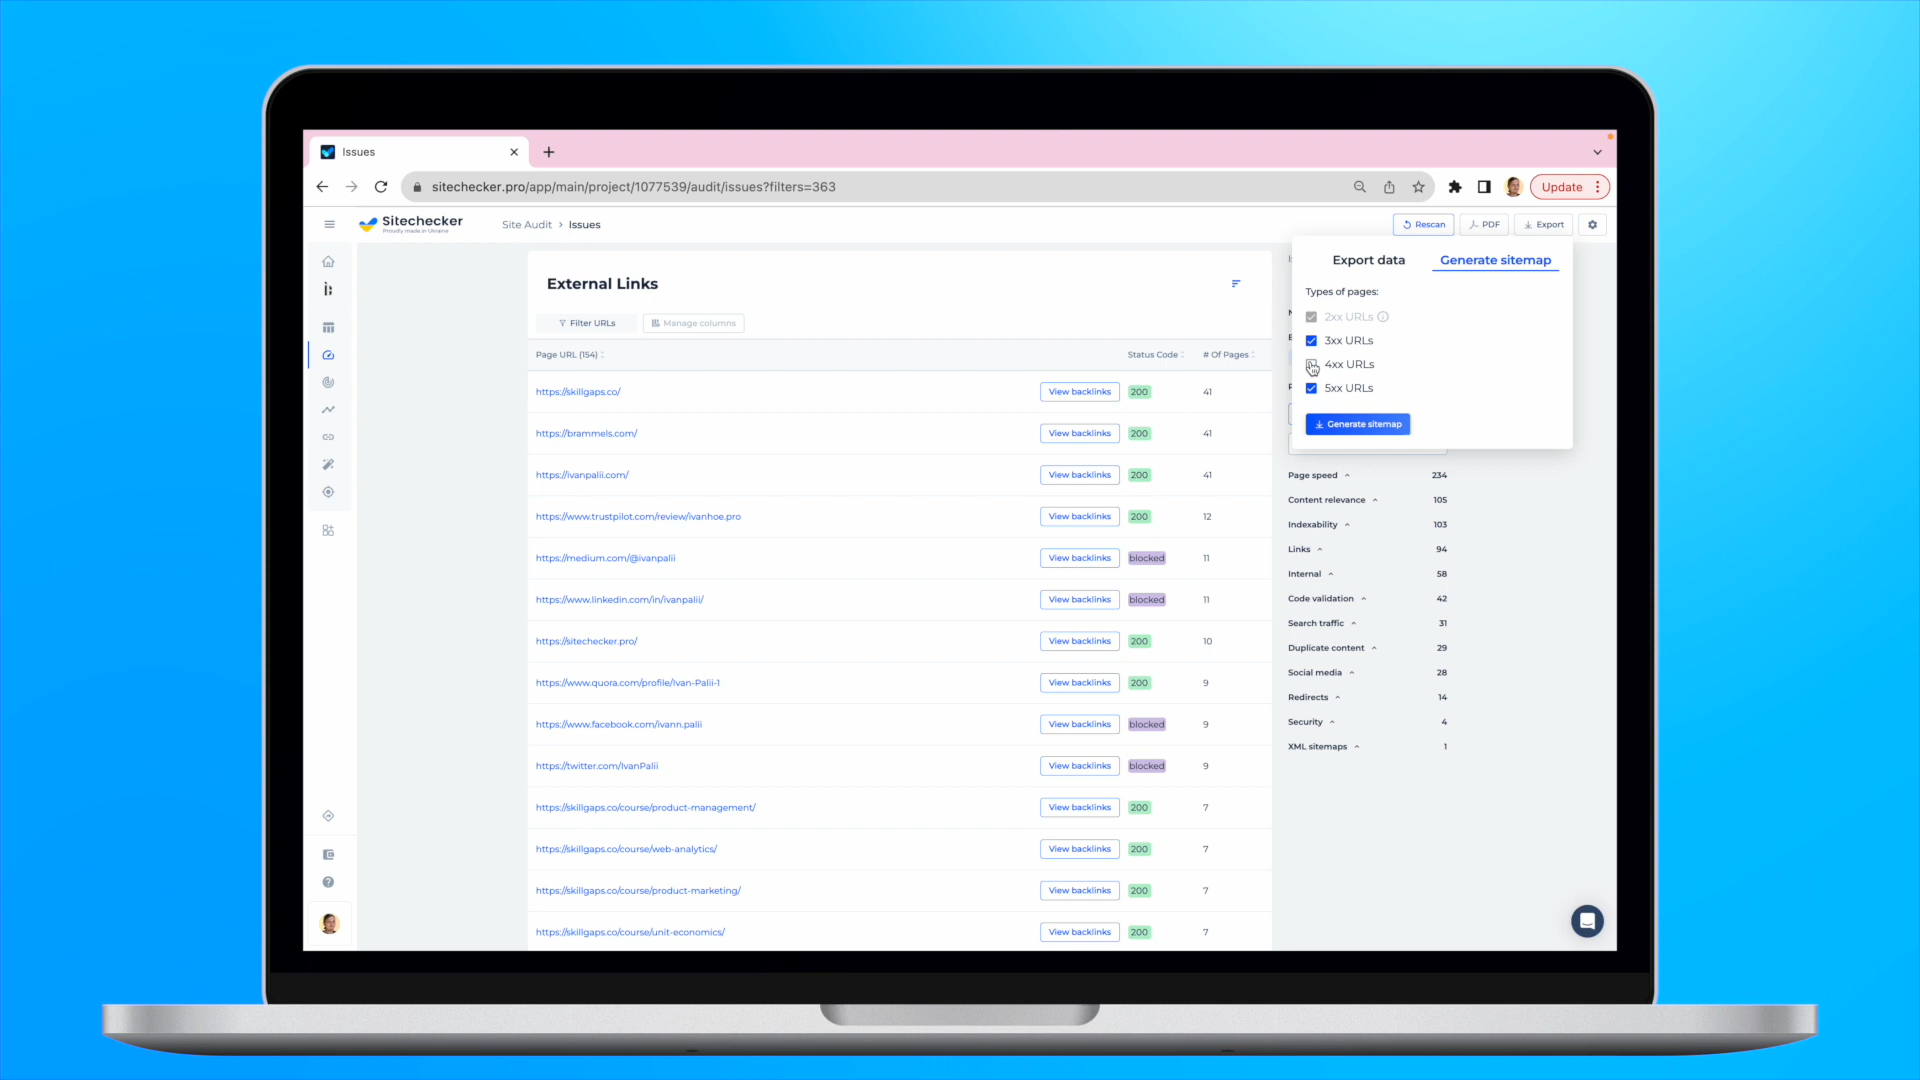 Issues
sitechecker.pro/app/main/project/1077539/audit/issues?filters=363
Update
Sitechecker
Proudly made in Ukraine
Site Audit > Issues
Rescan
PDF
Export
Export data
Generate sitemap
Types of pages:
2xx URLs
3xx URLs
4xx URLs
5xx URLs
Generate sitemap
External Links
Filter URLs
Manage columns
Page URL (154) Status Code # Of Pages
https://skillgaps.co/ View backlinks 200 41
https://brammels.com/ View backlinks 200 41
https://ivanpalii.com/ View backlinks 200 41
https://www.trustpilot.com/review/ivanhoe.pro View backlinks 200 12
https://medium.com/@ivanpalii View backlinks blocked 11
https://www.linkedin.com/in/ivanpalii/ View backlinks blocked 11
https://sitechecker.pro/ View backlinks 200 10
https://www.quora.com/profile/Ivan-Palii-1 View backlinks 200 9
https://www.facebook.com/ivann.palii View backlinks blocked 9
https://twitter.com/IvanPalii View backlinks blocked 9
https://skillgaps.co/course/product-management/ View backlinks 200 7
https://skillgaps.co/course/web-analytics/ View backlinks 200 7
https://skillgaps.co/course/product-marketing/ View backlinks 200 7
https://skillgaps.co/course/unit-economics/ View backlinks 200 7
Page speed 234
Content relevance 105
Indexability 103
Links 94
Internal 58
Code validation 42
Search traffic 31
Duplicate content 29
Social media 28
Redirects 14
Security 4
XML sitemaps 1